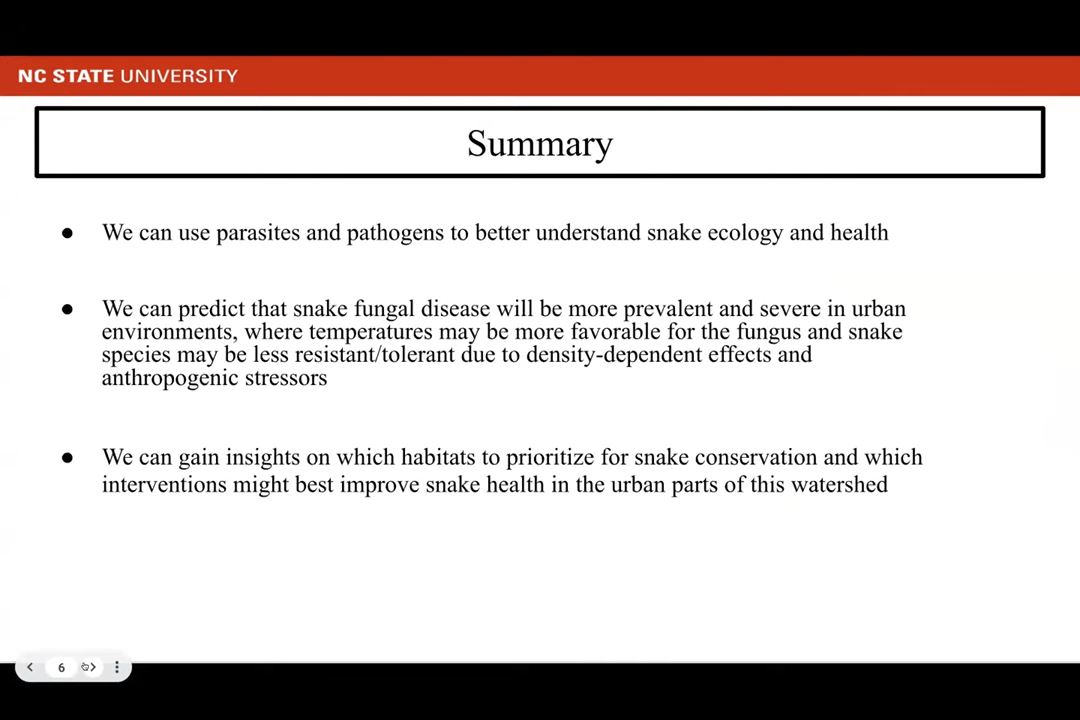 NC STATE UNIVERSITY
Summary
● We can use parasites and pathogens to better understand snake ecology and health
● We can predict that snake fungal disease will be more prevalent and severe in urban
environments, where temperatures may be more favorable for the fungus and snake
species may be less resistant/tolerant due to density-dependent effects and
anthropogenic stressors
● We can gain insights on which habitats to prioritize for snake conservation and which
interventions might best improve snake health in the urban parts of this watershed
6